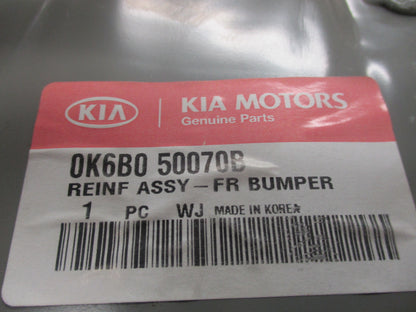 KIA KIA MOTORS
Genuine Parts
0K6B0 50070B
REINF ASSY-FR BUMPER
1 PC WJ MADE IN KOREA